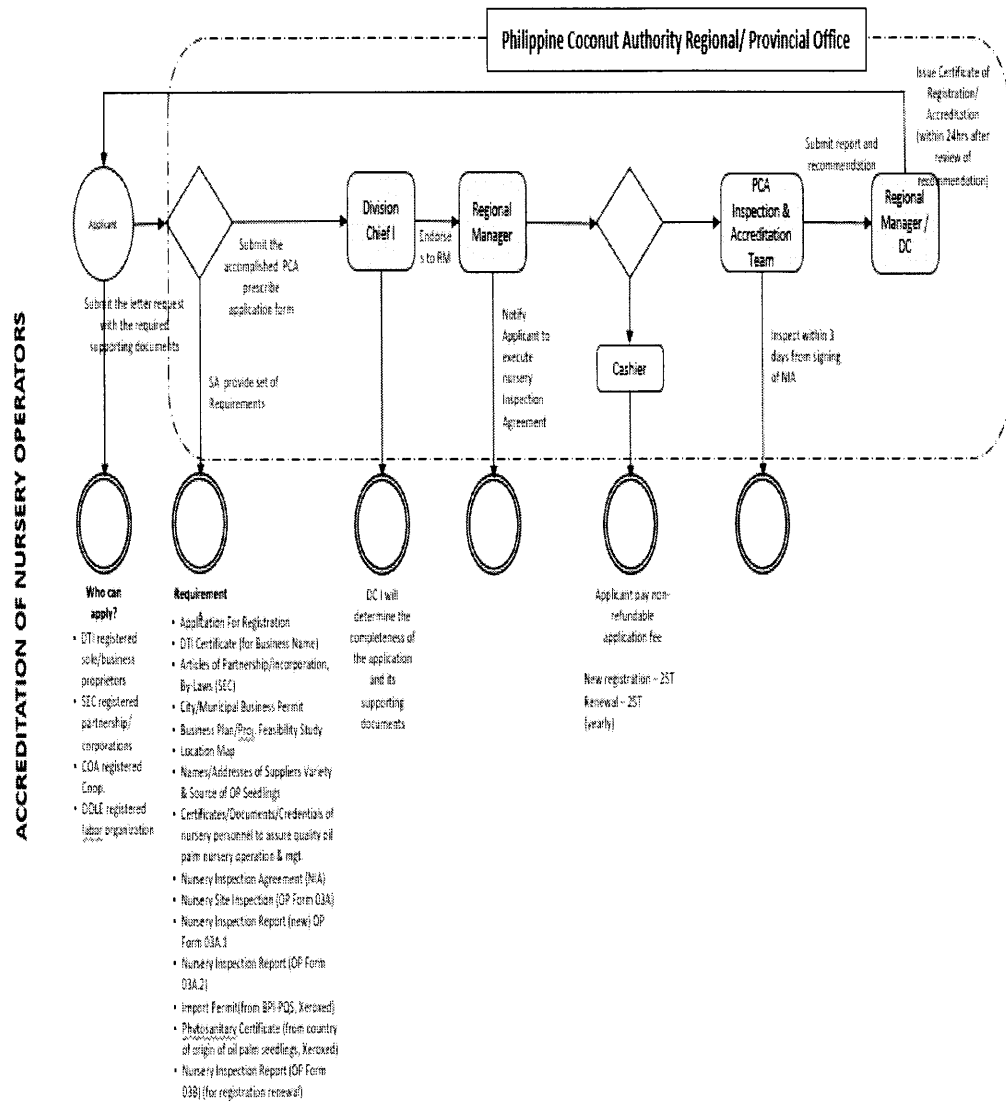 Philippine Coconut Authority Regional/ Provincial Office
Issue Certificate of
Registration/
Accreditation
(within 24hrs after
review of
recommendation)
Submit report and
recommendation
Applicant
Division
Chief I
Regional
Manager
PCA
Inspection &
Accreditation
Team
Regional
Manager /
DC
Submit the
accomplished PCA
prescribe
application form
Endorse
s to RM
Submit the letter request
with the required
supporting documents
SA provide set of
Requirements
Notify
Applicant to
execute
nursery
Inspection
Agreement
Cashier
Inspect within 3
days from signing
of NIA
ACCREDITATION OF NURSERY OPERATORS
Who can
apply?
• DTI registered
sole/business
proprietors
• SEC registered
partnership/
corporations
• COA registered
Coop.
• DOLE registered
labor organization
Requirement
• Application For Registration
• DTI Certificate (for Business Name)
• Articles of Partnership/Incorporation,
By-Laws (SEC)
• City/Municipal Business Permit
• Business Plan/Proj. Feasibility Study
• Location Map
• Names/Addresses of Suppliers Variety
& Source of OP Seedlings
• Certificates/Documents/Credentials of
nursery personnel to assure quality oil
palm nursery operation & mgt.
• Nursery Inspection Agreement (NIA)
• Nursery Site Inspection (OP Form 03A)
• Nursery Inspection Report (new) OP
Form 03A.1
• Nursery Inspection Report (OP Form
03A.2)
• Import Permit(from BPI-PQS, Xeroxed)
• Phytosanitary Certificate (from country
of origin of oil palm seedlings, Xeroxed)
• Nursery Inspection Report (OP Form
03B) (for registration renewal)
DC I will
determine the
completeness of
the application
and its
supporting
documents
Applicant pay non-
refundable
application fee
New registration – 25T
Renewal – 25T
(yearly)